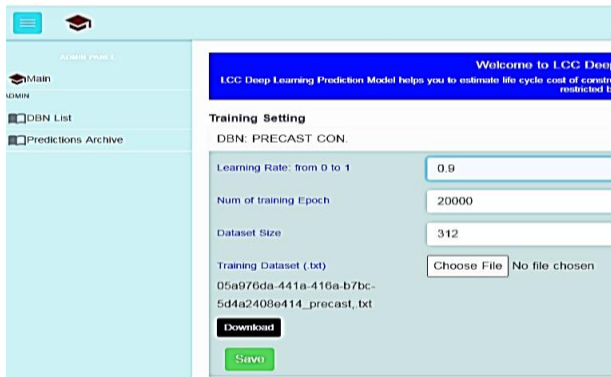 ADMIN PANEL
Main
ADMIN
DBN List
Predictions Archive
Welcome to LCC Deep
LCC Deep Learning Prediction Model helps you to estimate life cycle cost of constr
restricted b
Training Setting
DBN: PRECAST CON.
Learning Rate: from 0 to 1
0.9
Num of training Epoch
20000
Dataset Size
312
Training Dataset (.txt)
Choose File No file chosen
05a976da-441a-416a-b7bc-
5d4a2408e414_precast,.txt
Download
Save